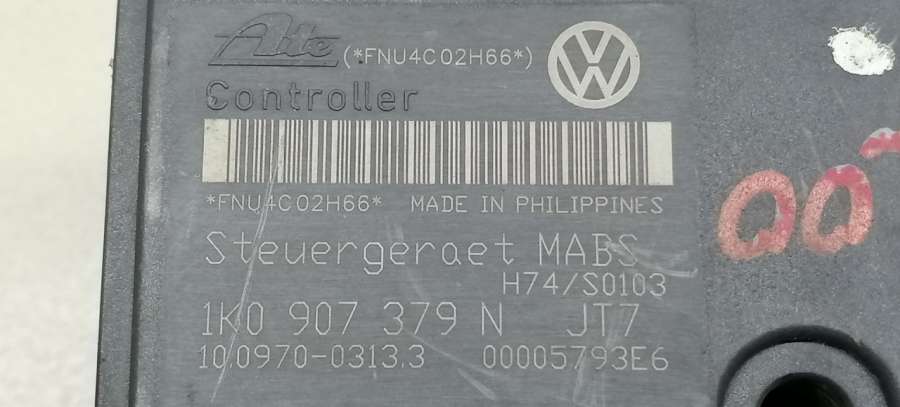 Ate (*FNU4C02H66*)
Controller
*FNU4C02H66* MADE IN PHILIPPINES
Steuergeraet MABS
H74/S0103
1K0 907 379 N JT7
10.0970-0313.3 00005793E6
00